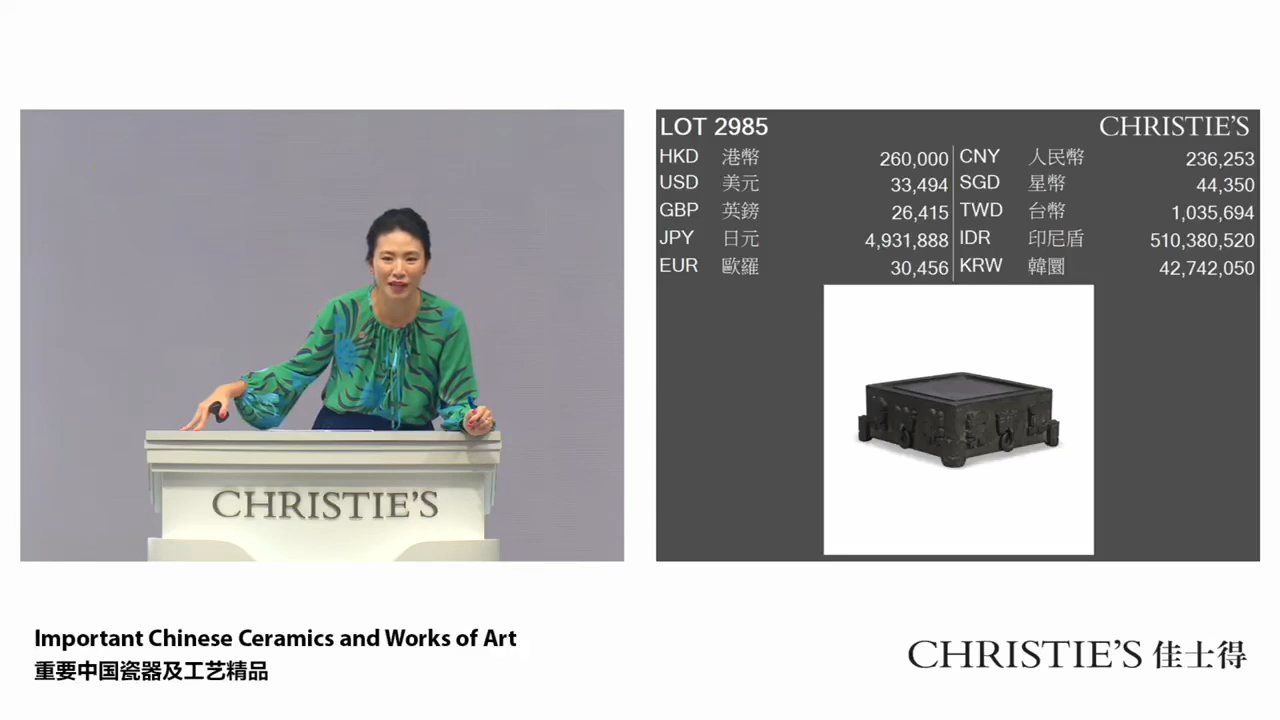 CHRISTIE'S
LOT 2985 CHRISTIE'S
HKD 港幣 260,000 CNY 人民幣 236,253
USD 美元 33,494 SGD 星幣 44,350
GBP 英鎊 26,415 TWD 台幣 1,035,694
JPY 日元 4,931,888 IDR 印尼盾 510,380,520
EUR 歐羅 30,456 KRW 韓圜 42,742,050
Important Chinese Ceramics and Works of Art
重要中国瓷器及工艺精品
CHRISTIE'S 佳士得